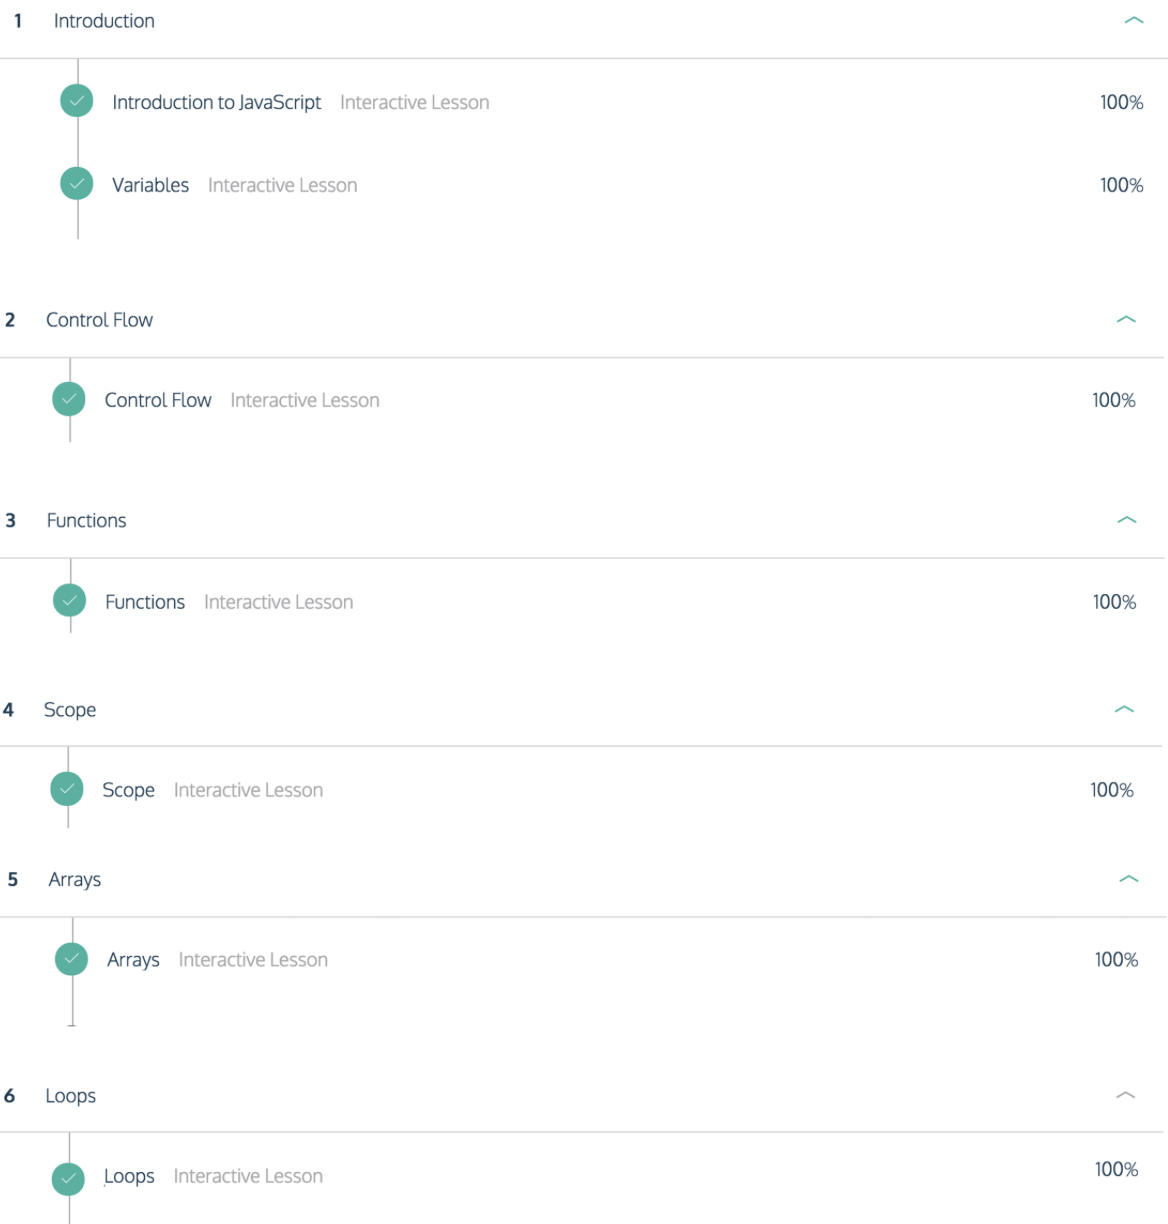 1 Introduction
Introduction to JavaScript Interactive Lesson 100%
Variables Interactive Lesson 100%
2 Control Flow
Control Flow Interactive Lesson 100%
3 Functions
Functions Interactive Lesson 100%
4 Scope
Scope Interactive Lesson 100%
5 Arrays
Arrays Interactive Lesson 100%
6 Loops
Loops Interactive Lesson 100%